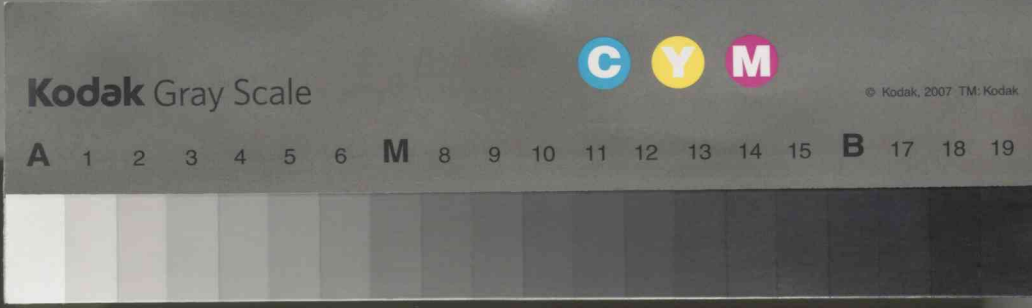 C Y M
Kodak Gray Scale
© Kodak, 2007 TM: Kodak
A 1 2 3 4 5 6 M 8 9 10 11 12 13 14 15 B 17 18 19